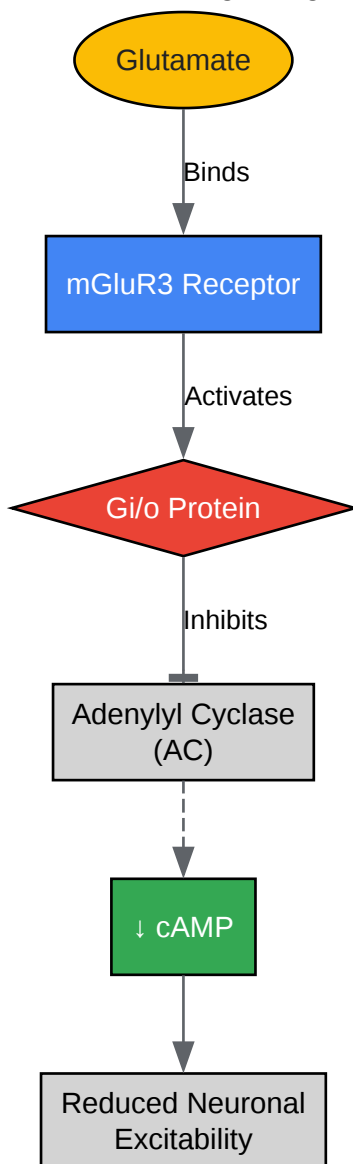 Glutamate
Binds
mGluR3 Receptor
Activates
Gi/o Protein
Inhibits
Adenylyl Cyclase
(AC)
↓ cAMP
Reduced Neuronal
Excitability